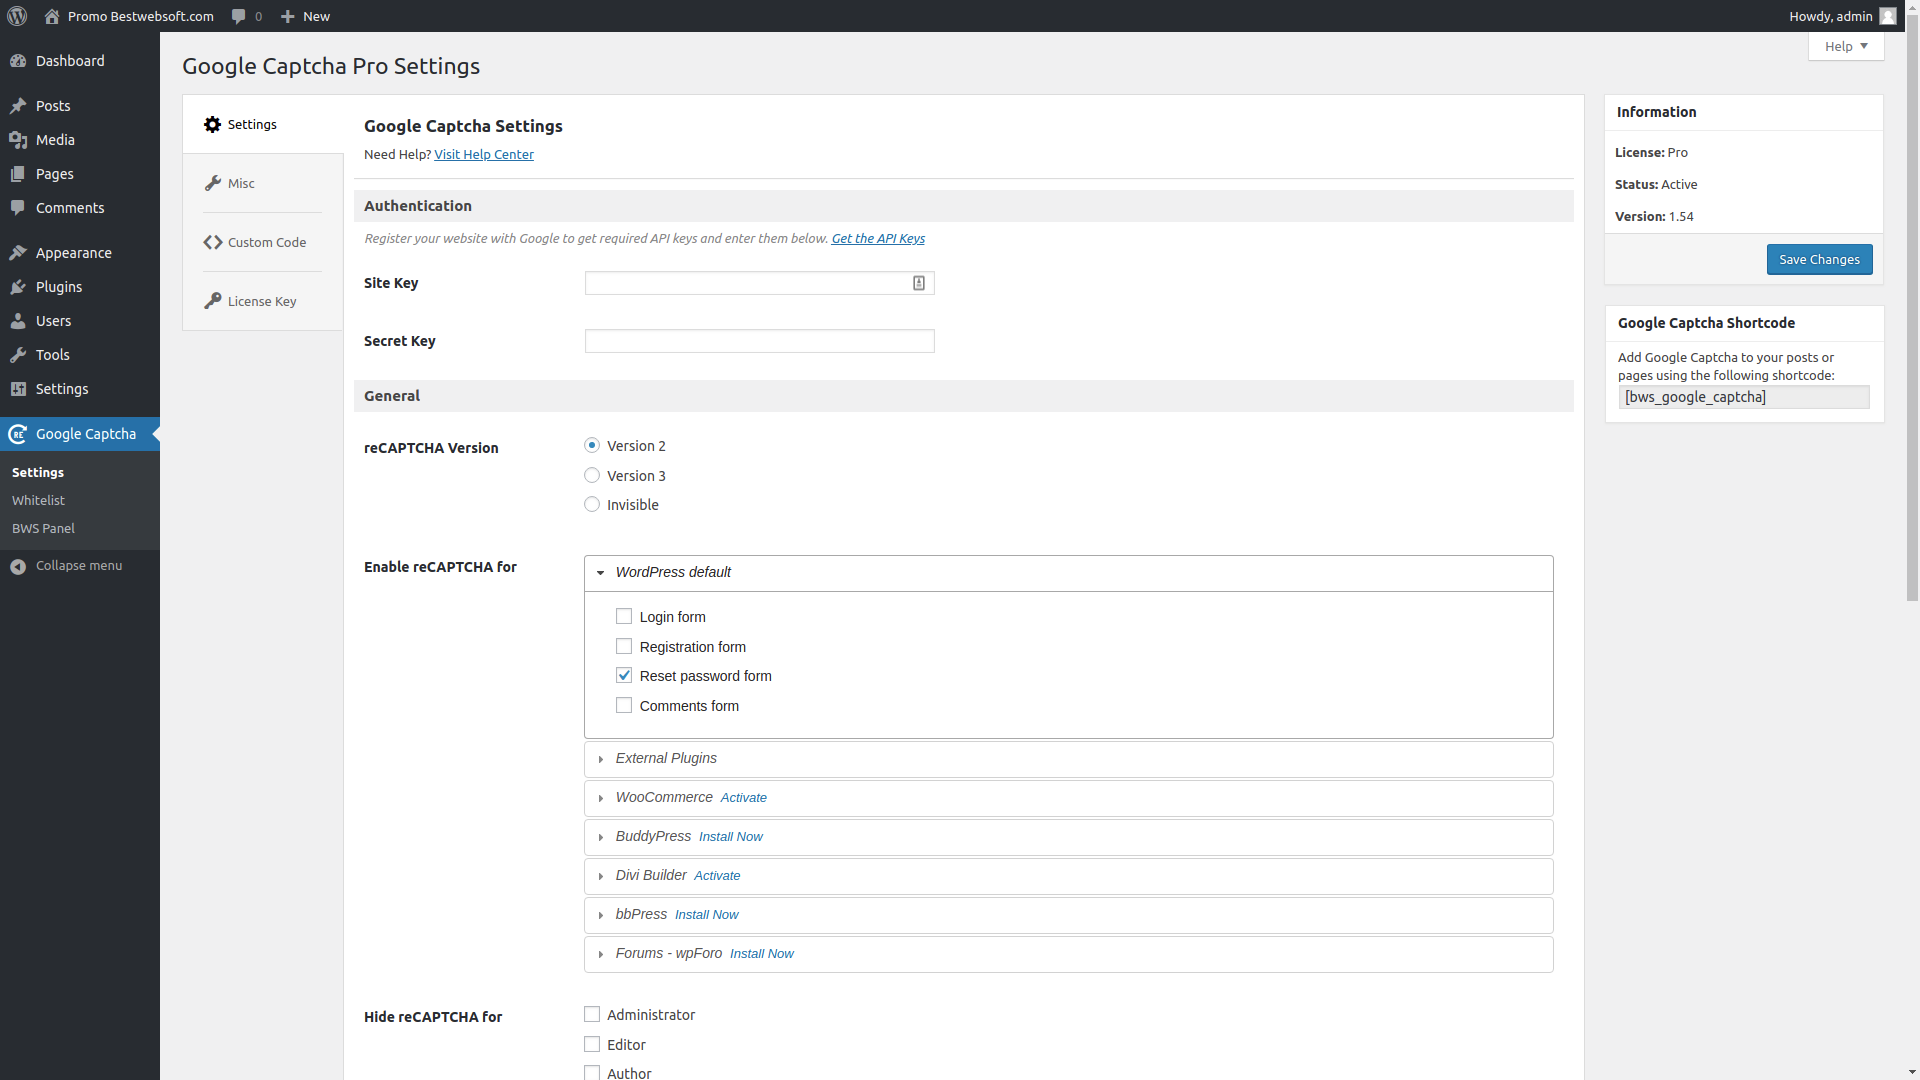 Promo Bestwebsoft.com 0 New Howdy, admin
Help
Dashboard
Posts
Media
Pages
Comments
Appearance
Plugins
Users
Tools
Settings
Google Captcha
Settings
Whitelist
BWS Panel
Collapse menu
Google Captcha Pro Settings
Settings
Misc
Custom Code
License Key
Google Captcha Settings
Need Help? Visit Help Center
Authentication
Register your website with Google to get required API keys and enter them below. Get the API Keys
Site Key
Secret Key
General
reCAPTCHA Version
Version 2
Version 3
Invisible
Enable reCAPTCHA for
WordPress default
Login form
Registration form
Reset password form
Comments form
External Plugins
WooCommerce Activate
BuddyPress Install Now
Divi Builder Activate
bbPress Install Now
Forums - wpForo Install Now
Hide reCAPTCHA for
Administrator
Editor
Author
Information
License: Pro
Status: Active
Version: 1.54
Save Changes
Google Captcha Shortcode
Add Google Captcha to your posts or
pages using the following shortcode:
[bws_google_captcha]